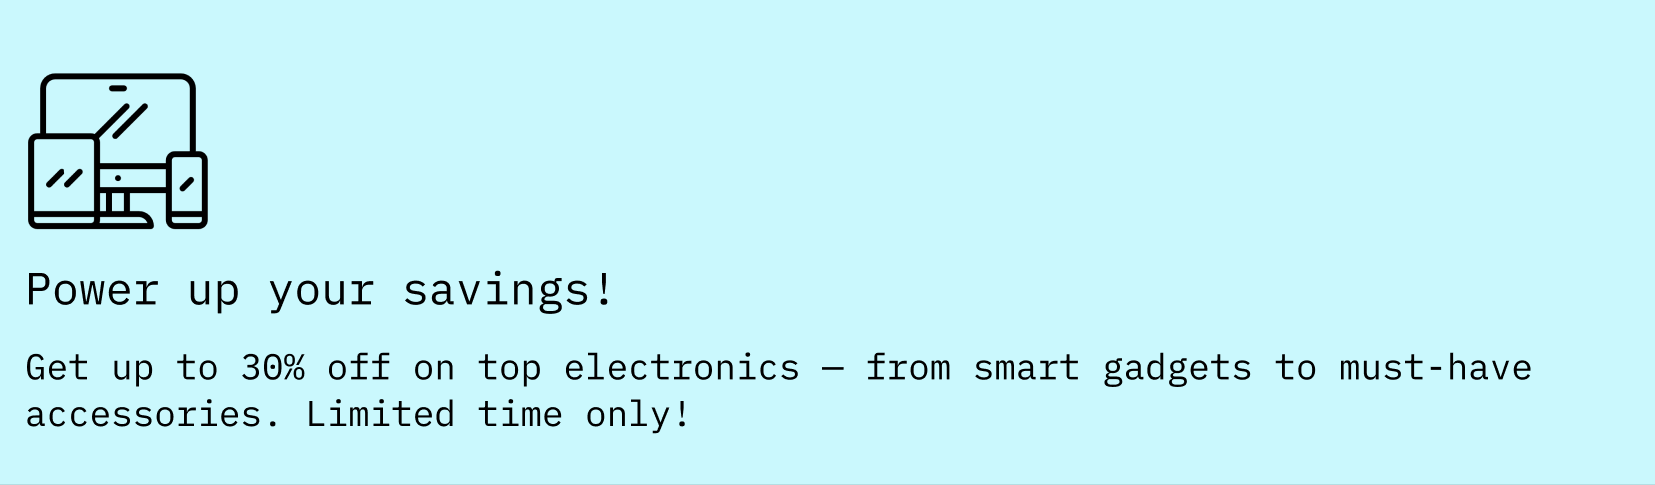 Power up your savings!
Get up to 30% off on top electronics — from smart gadgets to must-have
accessories. Limited time only!